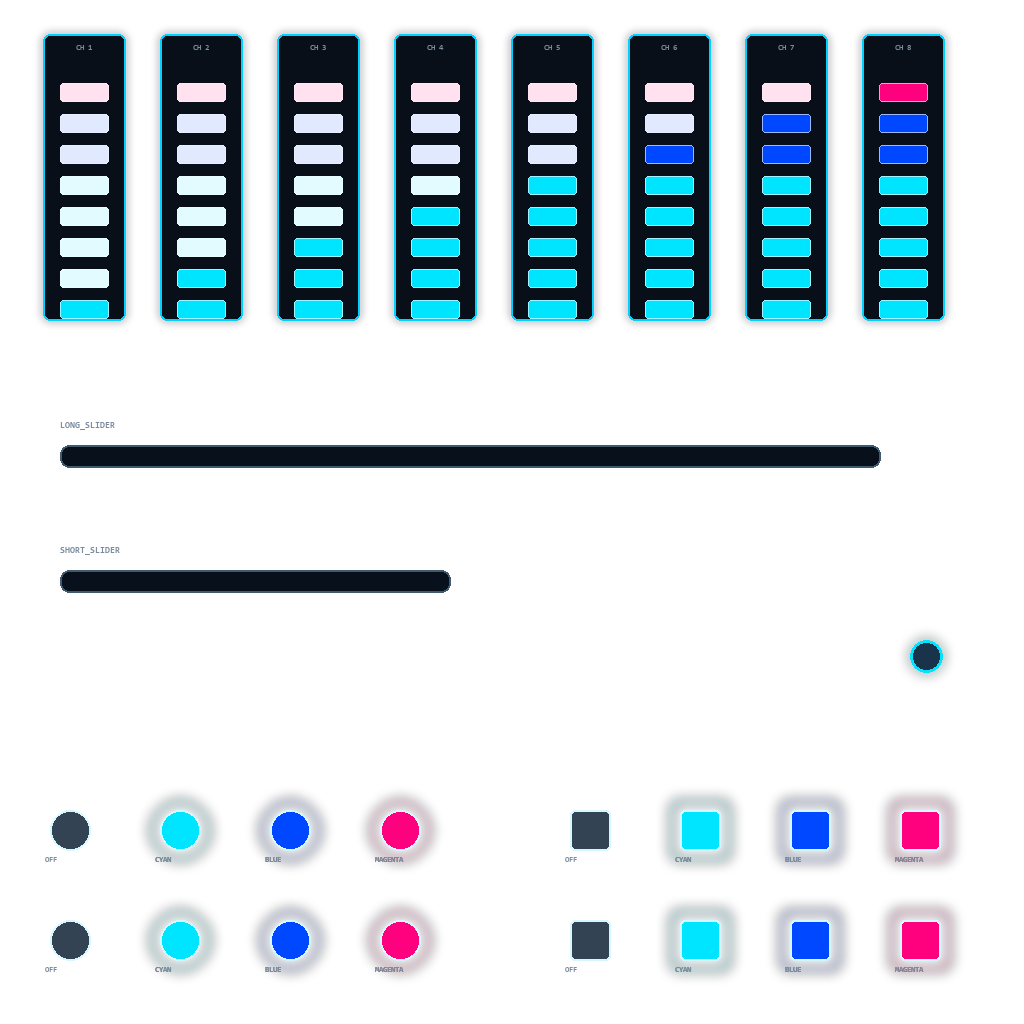 CH 1 CH 2 CH 3 CH 4 CH 5 CH 6 CH 7 CH 8
LONG_SLIDER
SHORT_SLIDER
OFF CYAN BLUE MAGENTA OFF CYAN BLUE MAGENTA
OFF CYAN BLUE MAGENTA OFF CYAN BLUE MAGENTA